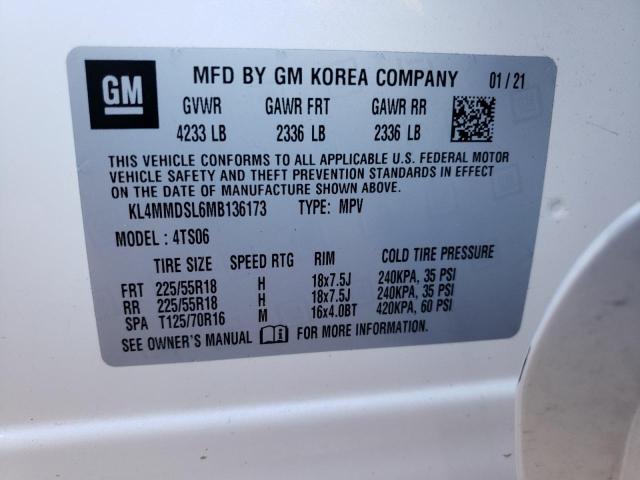 GM
MFD BY GM KOREA COMPANY 01/21
GVWR GAWR FRT GAWR RR
4233 LB 2336 LB 2336 LB
THIS VEHICLE CONFORMS TO ALL APPLICABLE U.S. FEDERAL MOTOR
VEHICLE SAFETY AND THEFT PREVENTION STANDARDS IN EFFECT
ON THE DATE OF MANUFACTURE SHOWN ABOVE.
KL4MMDSL6MB136173 TYPE: MPV
MODEL: 4TS06
TIRE SIZE SPEED RTG RIM COLD TIRE PRESSURE
FRT 225/55R18 H 18x7.5J 240KPA, 35 PSI
RR 225/55R18 H 18x7.5J 240KPA, 35 PSI
SPA T125/70R16 M 16x4.0BT 420KPA, 60 PSI
SEE OWNER'S MANUAL i FOR MORE INFORMATION.